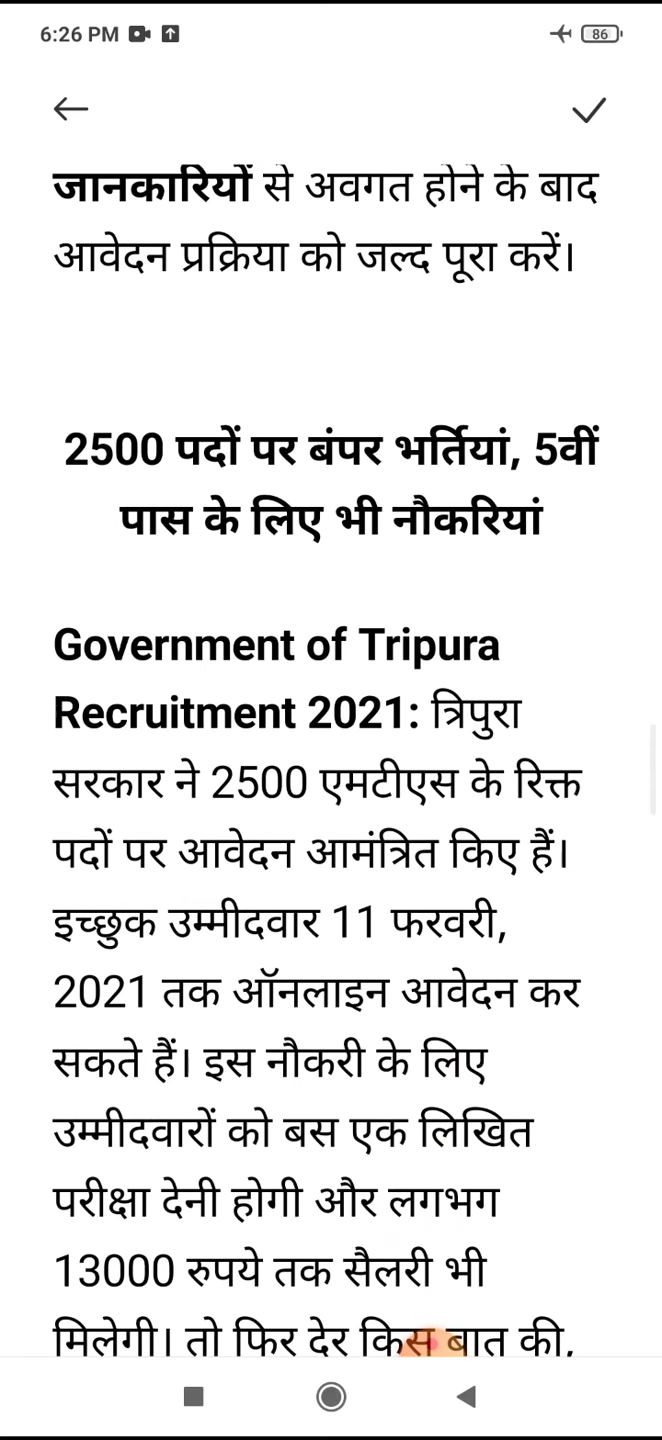 6:26 PM
86
जानकारियों से अवगत होने के बाद
आवेदन प्रक्रिया को जल्द पूरा करें।
2500 पदों पर बंपर भर्तियां, 5वीं
पास के लिए भी नौकरियां
Government of Tripura
Recruitment 2021: त्रिपुरा
सरकार ने 2500 एमटीएस के रिक्त
पदों पर आवेदन आमंत्रित किए हैं।
इच्छुक उम्मीदवार 11 फरवरी,
2021 तक ऑनलाइन आवेदन कर
सकते हैं। इस नौकरी के लिए
उम्मीदवारों को बस एक लिखित
परीक्षा देनी होगी और लगभग
13000 रुपये तक सैलरी भी
मिलेगी। तो फिर देर किस बात की,